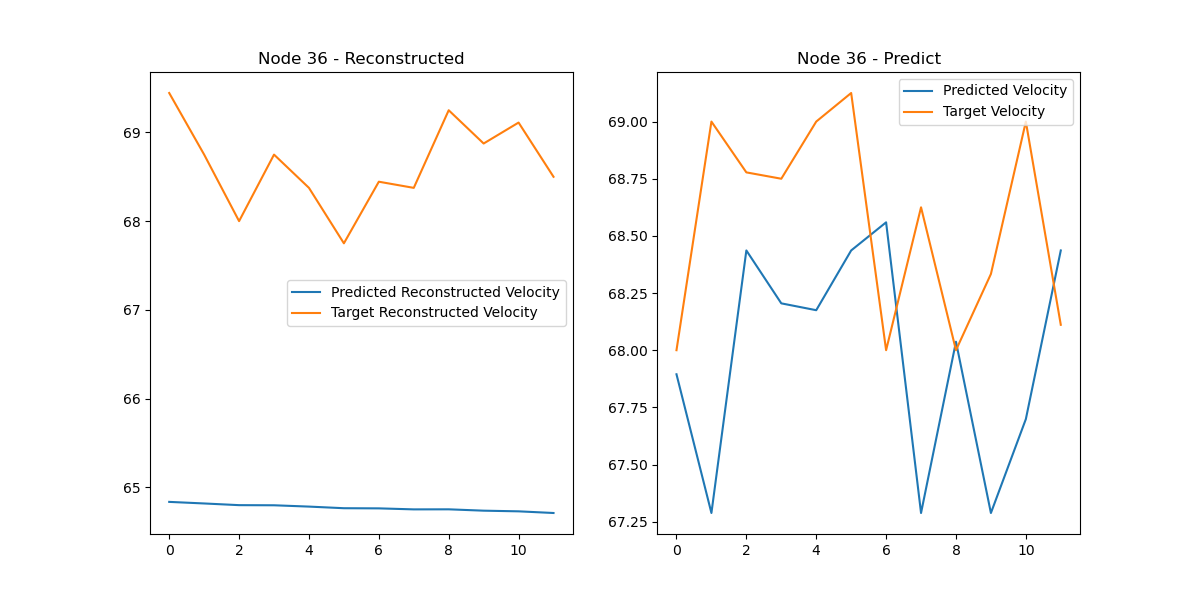 Node 36 - Reconstructed
69
68
67
66
65
0 2 4 6 8 10
Predicted Reconstructed Velocity
Target Reconstructed Velocity
Node 36 - Predict
69.00
68.75
68.50
68.25
68.00
67.75
67.50
67.25
0 2 4 6 8 10
Predicted Velocity
Target Velocity